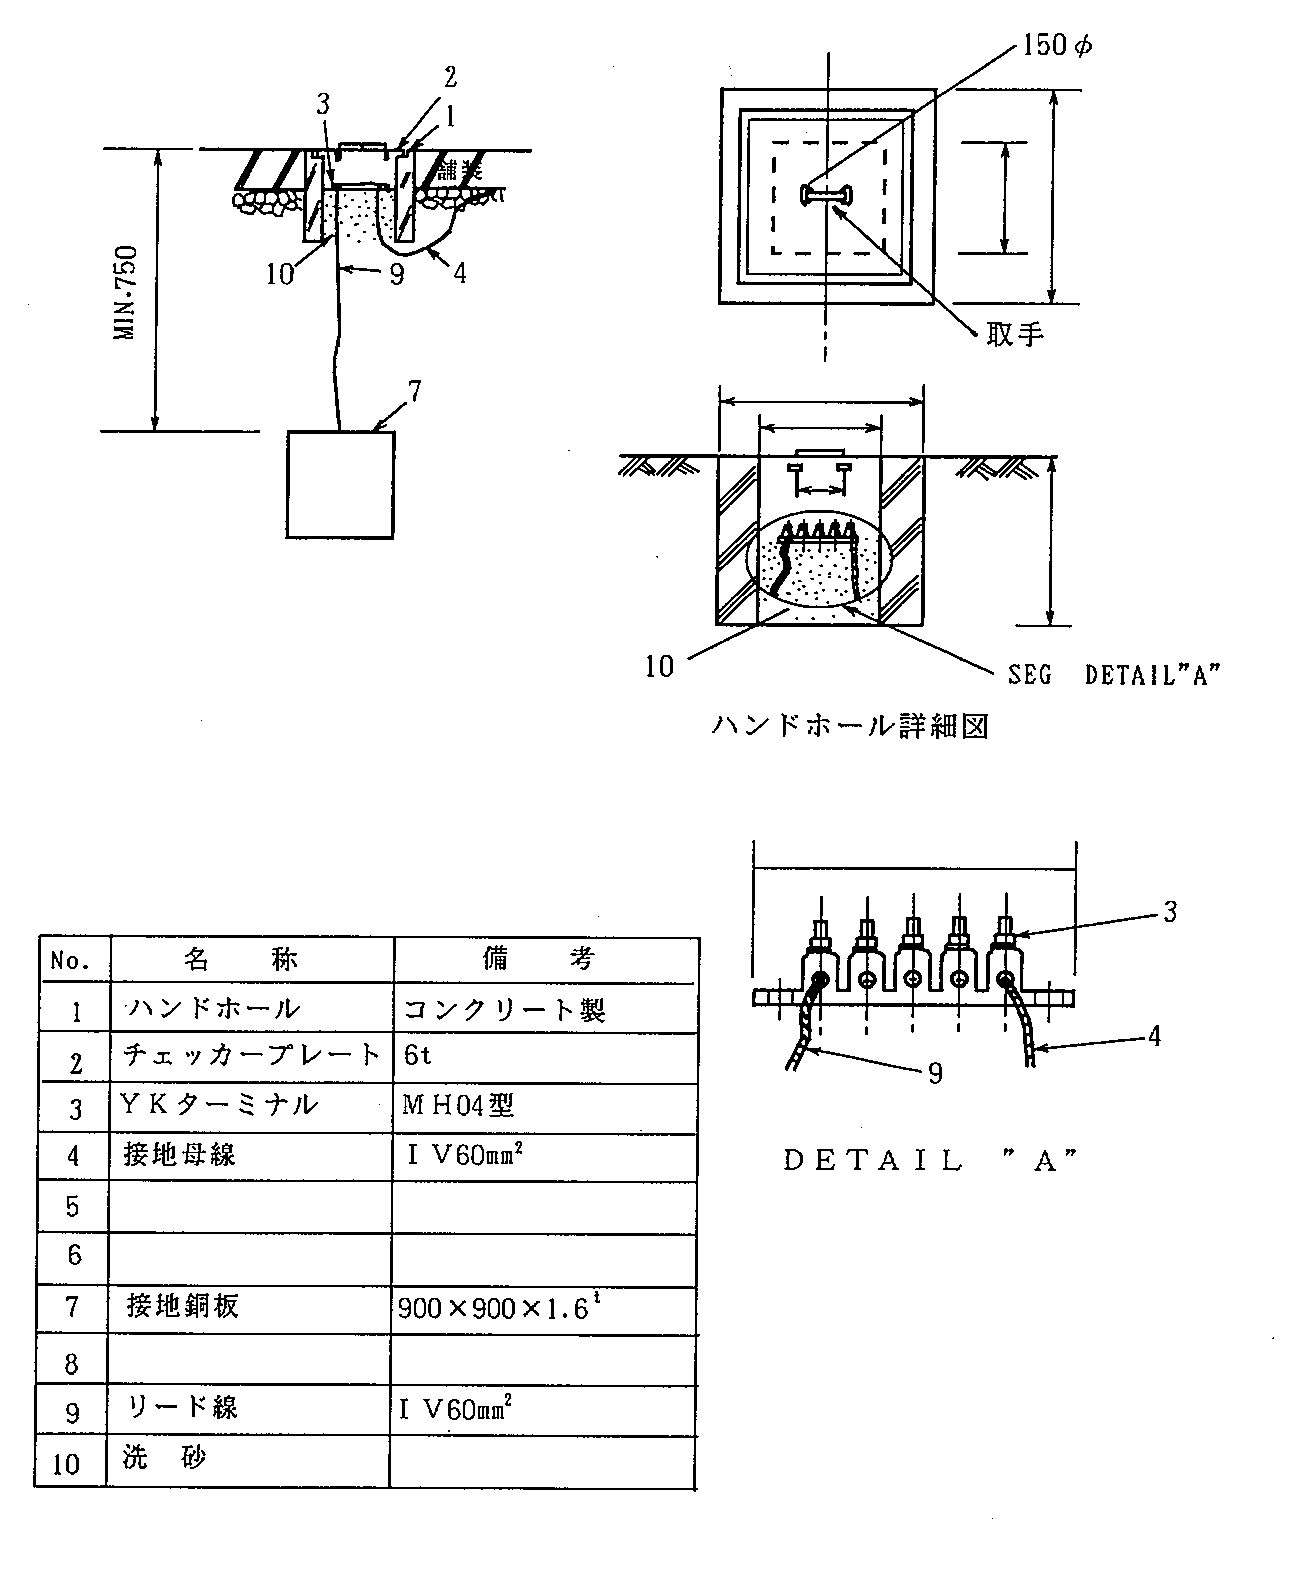 150φ
2
3
1
舗装
MIN.750
10
9
4
取手
7
10
SEG DETAIL"A"
ハンドホール詳細図
3
4
9
DETAIL "A"
No. 名 称 備 考
1 ハンドホール コンクリート製
2 チェッカープレート 6t
3 YKターミナル MH04型
4 接地母線 IV60mm²
5
6
7 接地銅板 900×900×1.6ᵗ
8
9 リード線 IV60mm²
10 洗 砂